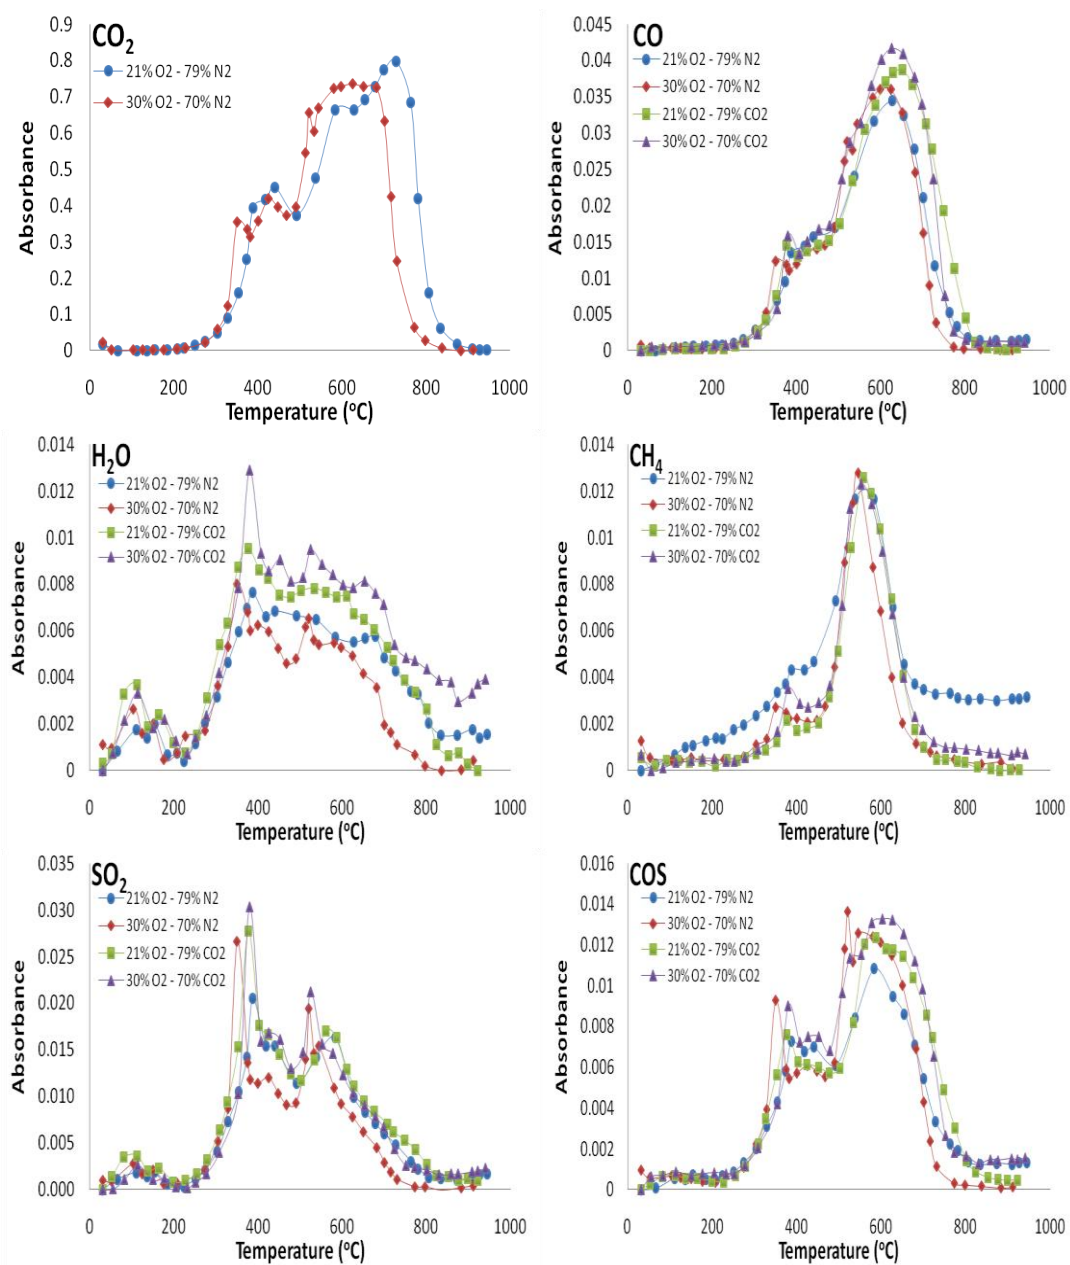 CO2
21% O2 - 79% N2
30% O2 - 70% N2
0.9
0.8
0.7
0.6
0.5
0.4
0.3
0.2
0.1
0
Absorbance
0 200 400 600 800 1000
Temperature (oC)
CO
21% O2 - 79% N2
30% O2 - 70% N2
21% O2 - 79% CO2
30% O2 - 70% CO2
0.045
0.04
0.035
0.03
0.025
0.02
0.015
0.01
0.005
0
Absorbance
0 200 400 600 800 1000
Temperature (oC)
H2O
21% O2 - 79% N2
30% O2 - 70% N2
21% O2 - 79% CO2
30% O2 - 70% CO2
0.014
0.012
0.01
0.008
0.006
0.004
0.002
0
Absorbance
0 200 400 600 800 1000
Temperature (oC)
CH4
21% O2 - 79% N2
30% O2 - 70% N2
21% O2 - 79% CO2
30% O2 - 70% CO2
0.014
0.012
0.01
0.008
0.006
0.004
0.002
0
Absorbance
0 200 400 600 800 1000
Temperature (oC)
SO2
21% O2 - 79% N2
30% O2 - 70% N2
21% O2 - 79% CO2
30% O2 - 70% CO2
0.035
0.030
0.025
0.020
0.015
0.010
0.005
0.000
Absorbance
0 200 400 600 800 1000
Temperature (oC)
COS
21% O2 - 79% N2
30% O2 - 70% N2
21% O2 - 79% CO2
30% O2 - 70% CO2
0.016
0.014
0.012
0.01
0.008
0.006
0.004
0.002
0
Absorbance
0 200 400 600 800 1000
Temperature (oC)